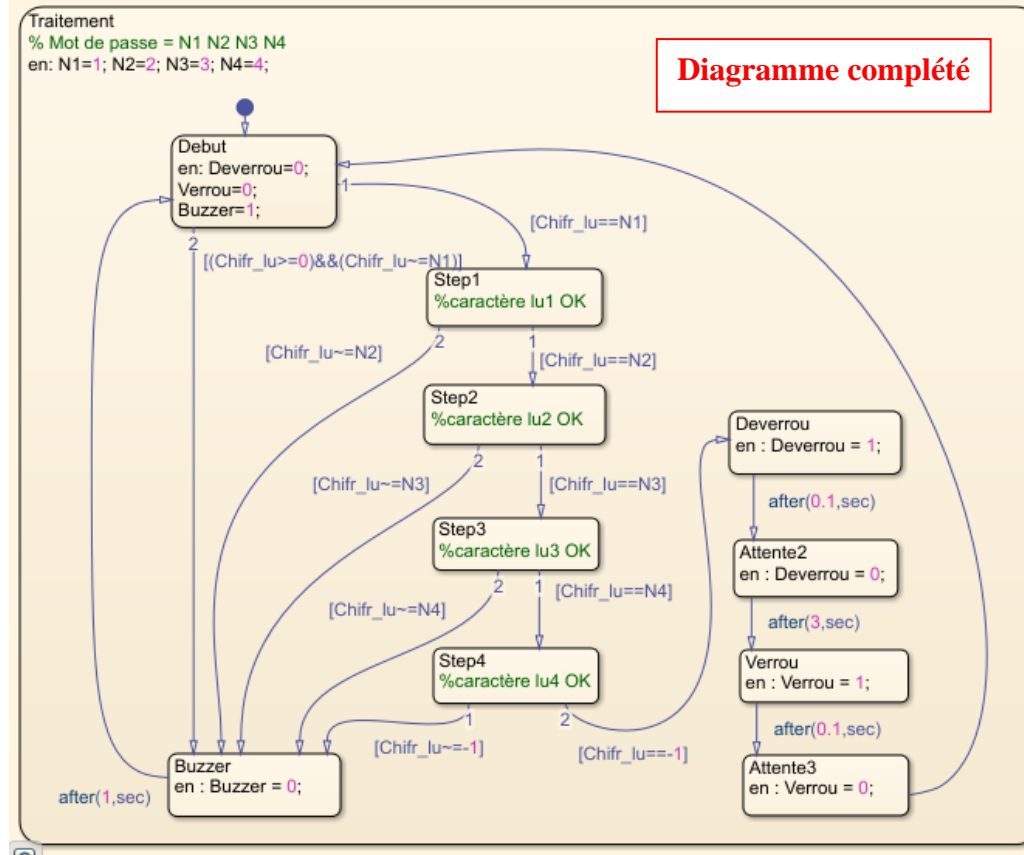 Traitement
% Mot de passe = N1 N2 N3 N4
en: N1=1; N2=2; N3=3; N4=4;
Diagramme complété
Debut
en: Deverrou=0;
Verrou=0;
Buzzer=1;
1
[Chifr_lu==N1]
2
[(Chifr_lu>=0)&&(Chifr_lu~=N1)]
Step1
%caractère lu1 OK
2
1
[Chifr_lu~=N2]
[Chifr_lu==N2]
Step2
%caractère lu2 OK
2
1
[Chifr_lu~=N3]
[Chifr_lu==N3]
Step3
%caractère lu3 OK
2
1
[Chifr_lu~=N4]
[Chifr_lu==N4]
Step4
%caractère lu4 OK
1
2
[Chifr_lu~=-1]
[Chifr_lu==-1]
Buzzer
en : Buzzer = 0;
after(1,sec)
Deverrou
en : Deverrou = 1;
after(0.1,sec)
Attente2
en : Deverrou = 0;
after(3,sec)
Verrou
en : Verrou = 1;
after(0.1,sec)
Attente3
en : Verrou = 0;